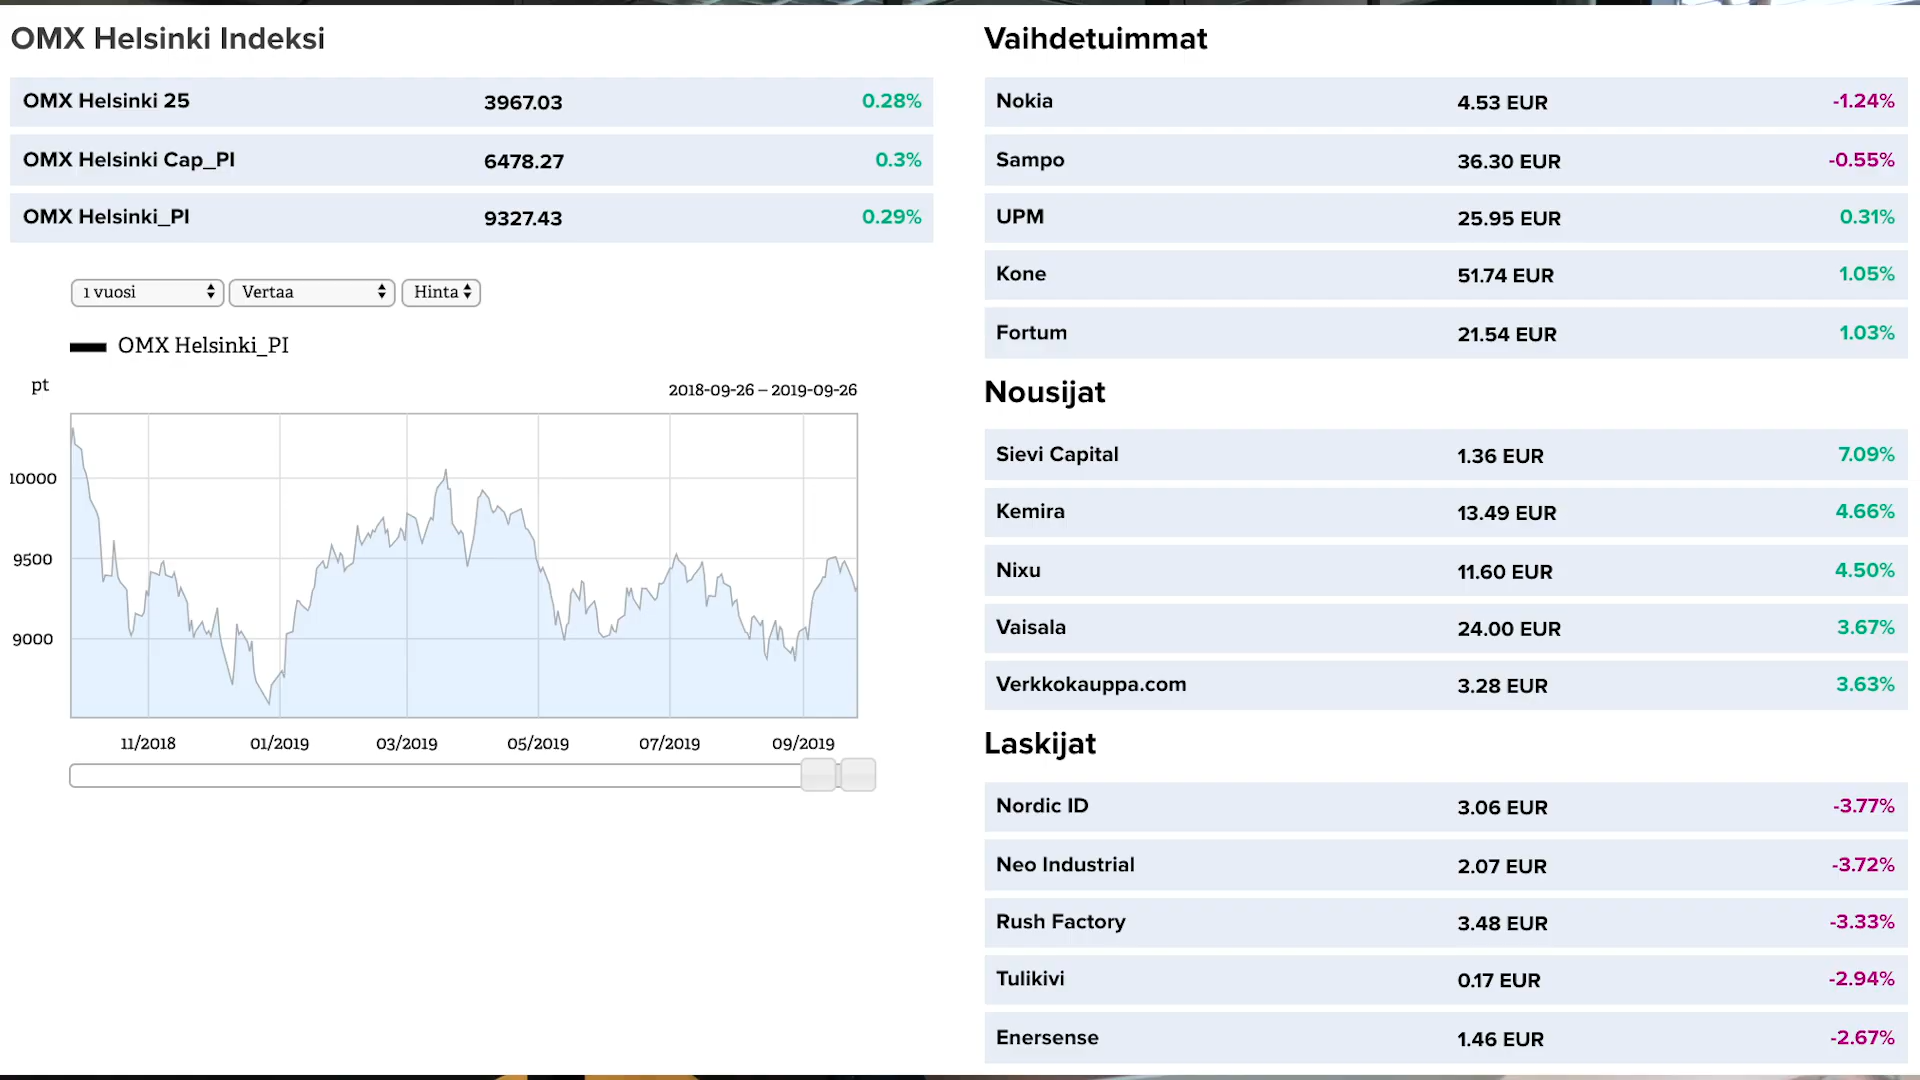 OMX Helsinki Indeksi
OMX Helsinki 25 3967.03 0.28%
OMX Helsinki Cap_PI 6478.27 0.3%
OMX Helsinki_PI 9327.43 0.29%
1 vuosi Vertaa Hinta
OMX Helsinki_PI
pt
2018-09-26 – 2019-09-26
10000
9500
9000
11/2018 01/2019 03/2019 05/2019 07/2019 09/2019
Vaihdetuimmat
Nokia 4.53 EUR -1.24%
Sampo 36.30 EUR -0.55%
UPM 25.95 EUR 0.31%
Kone 51.74 EUR 1.05%
Fortum 21.54 EUR 1.03%
Nousijat
Sievi Capital 1.36 EUR 7.09%
Kemira 13.49 EUR 4.66%
Nixu 11.60 EUR 4.50%
Vaisala 24.00 EUR 3.67%
Verkkokauppa.com 3.28 EUR 3.63%
Laskijat
Nordic ID 3.06 EUR -3.77%
Neo Industrial 2.07 EUR -3.72%
Rush Factory 3.48 EUR -3.33%
Tulikivi 0.17 EUR -2.94%
Enersense 1.46 EUR -2.67%